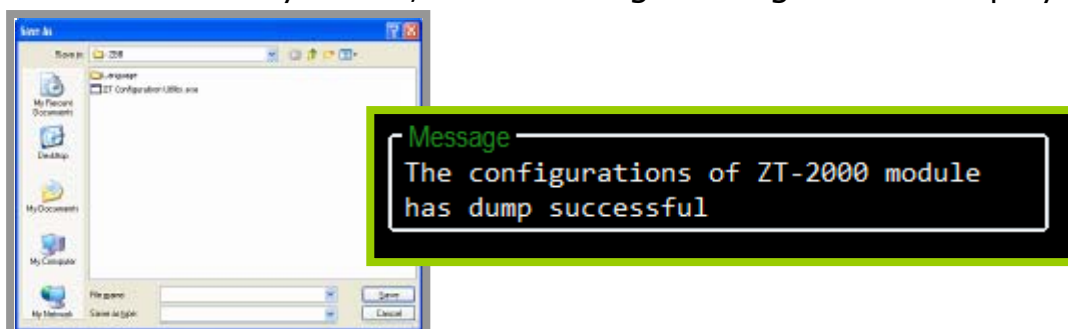 Save As
Save in:
Language
ZT Configuration Utility.exe
My Recent
Documents
Desktop
My Documents
My Computer
My Network
File name:
Save as type:
Save
Cancel
Message
The configurations of ZT-2000 module
has dump successful